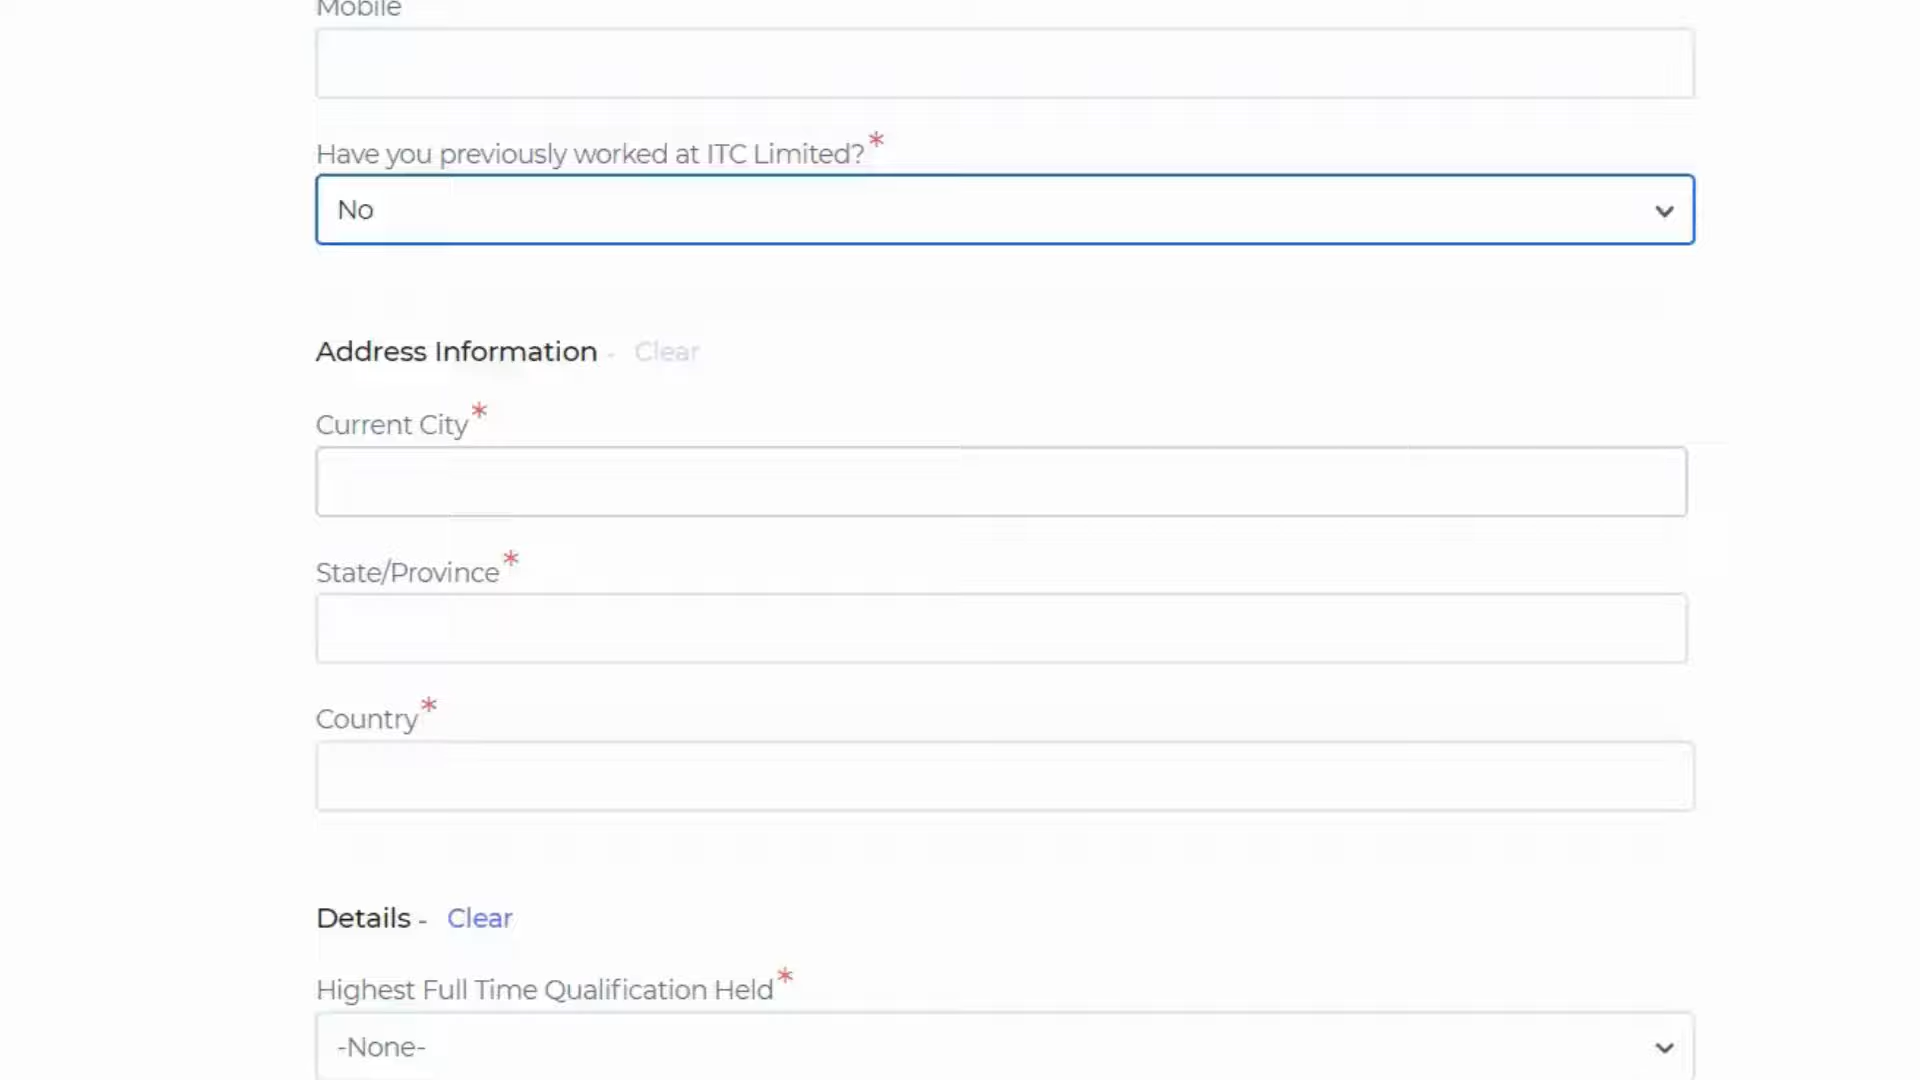 Mobile
Have you previously worked at ITC Limited?*
No
Address Information - Clear
Current City*
State/Province*
Country*
Details - Clear
Highest Full Time Qualification Held*
-None-